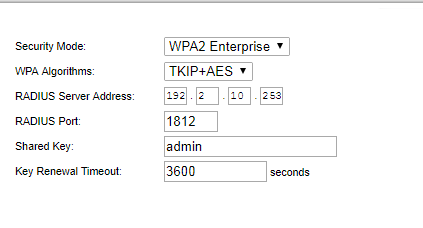 Security Mode: WPA2 Enterprise
WPA Algorithms: TKIP+AES
RADIUS Server Address: 192 . 2 . 10 . 253
RADIUS Port: 1812
Shared Key: admin
Key Renewal Timeout: 3600 seconds